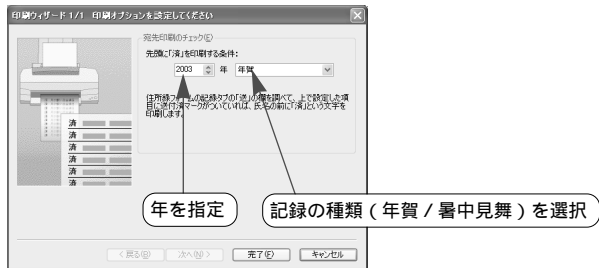 印刷ウィザード 1/1 印刷オプションを設定してください
宛先印刷のチェック(E)
先頭に「済」を印刷する条件:
2003 年 年賀
住所録フォームの記録タブの「送」の欄を調べて、上で設定した項
目に送付済マークがついていれば、氏名の前に「済」という文字を
印刷します。
済
済
済
済
済
年を指定
記録の種類(年賀/暑中見舞)を選択
<戻る(B) 次へ(N)> 完了(F) キャンセル